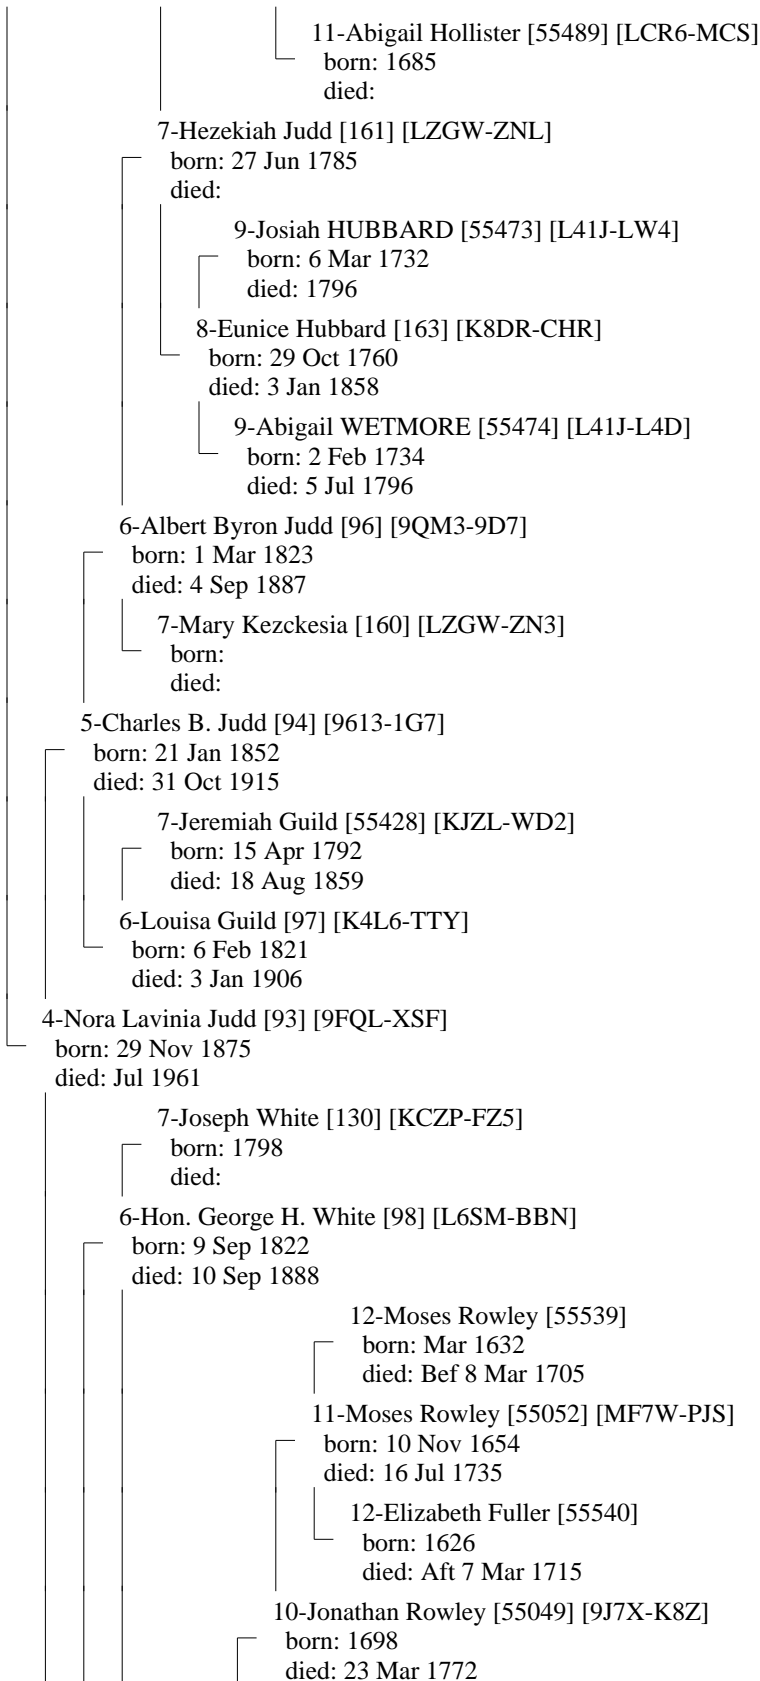 11-Abigail Hollister [55489] [LCR6-MCS]
born: 1685
died:
7-Hezekiah Judd [161] [LZGW-ZNL]
born: 27 Jun 1785
died:
9-Josiah HUBBARD [55473] [L41J-LW4]
born: 6 Mar 1732
died: 1796
8-Eunice Hubbard [163] [K8DR-CHR]
born: 29 Oct 1760
died: 3 Jan 1858
9-Abigail WETMORE [55474] [L41J-L4D]
born: 2 Feb 1734
died: 5 Jul 1796
6-Albert Byron Judd [96] [9QM3-9D7]
born: 1 Mar 1823
died: 4 Sep 1887
7-Mary Kezckesia [160] [LZGW-ZN3]
born:
died:
5-Charles B. Judd [94] [9613-1G7]
born: 21 Jan 1852
died: 31 Oct 1915
7-Jeremiah Guild [55428] [KJZL-WD2]
born: 15 Apr 1792
died: 18 Aug 1859
6-Louisa Guild [97] [K4L6-TTY]
born: 6 Feb 1821
died: 3 Jan 1906
4-Nora Lavinia Judd [93] [9FQL-XSF]
born: 29 Nov 1875
died: Jul 1961
7-Joseph White [130] [KCZP-FZ5]
born: 1798
died:
6-Hon. George H. White [98] [L6SM-BBN]
born: 9 Sep 1822
died: 10 Sep 1888
12-Moses Rowley [55539]
born: Mar 1632
died: Bef 8 Mar 1705
11-Moses Rowley [55052] [MF7W-PJS]
born: 10 Nov 1654
died: 16 Jul 1735
12-Elizabeth Fuller [55540]
born: 1626
died: Aft 7 Mar 1715
10-Jonathan Rowley [55049] [9J7X-K8Z]
born: 1698
died: 23 Mar 1772